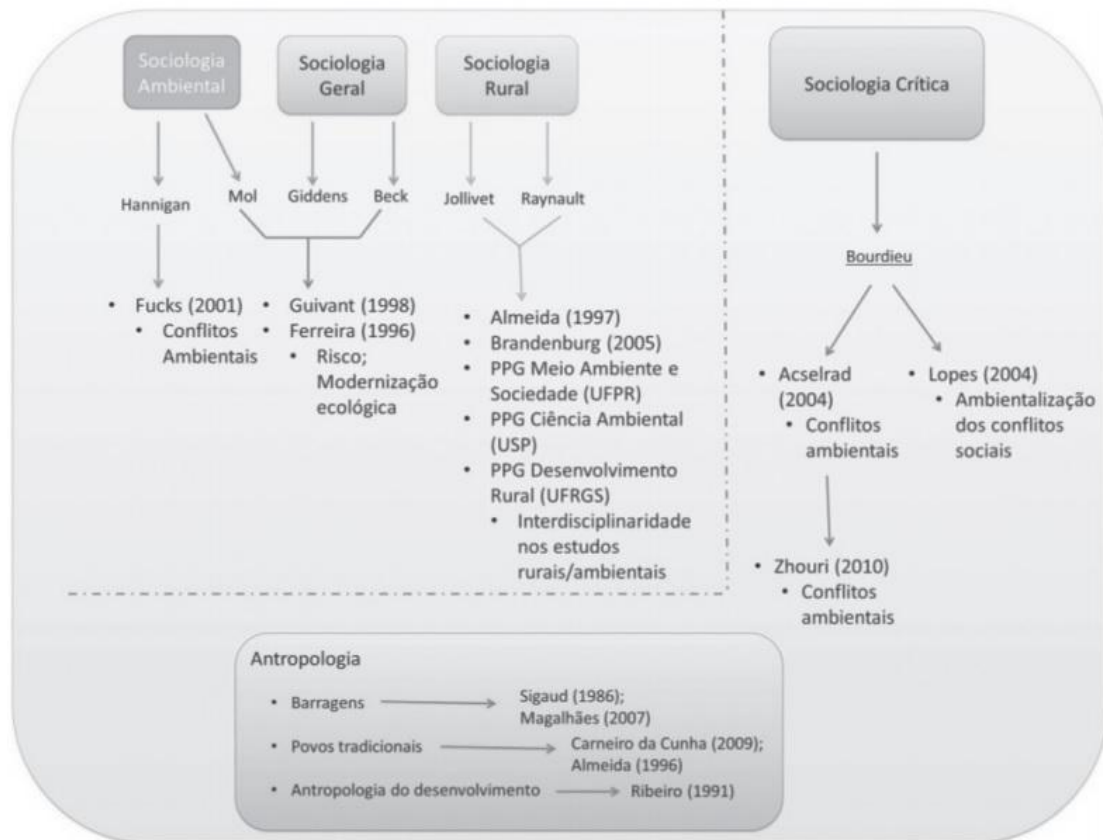 Sociologia
Ambiental
Sociologia
Geral
Sociologia
Rural
Sociologia Crítica
Hannigan
Mol
Giddens
Beck
Jollivet
Raynault
Bourdieu
• Fucks (2001)
• Conflitos
Ambientais
• Guivant (1998)
• Ferreira (1996)
• Risco;
Modernização
ecológica
• Almeida (1997)
• Brandenburg (2005)
• PPG Meio Ambiente e
Sociedade (UFPR)
• PPG Ciência Ambiental
(USP)
• PPG Desenvolvimento
Rural (UFRGS)
• Interdisciplinaridade
nos estudos
rurais/ambientais
• Acselrad
(2004)
• Conflitos
ambientais
• Lopes (2004)
• Ambientalização
dos conflitos
sociais
• Zhouri (2010)
• Conflitos
ambientais
Antropologia
• Barragens
Sigaud (1986);
Magalhães (2007)
• Povos tradicionais
Carneiro da Cunha (2009);
Almeida (1996)
• Antropologia do desenvolvimento
Ribeiro (1991)